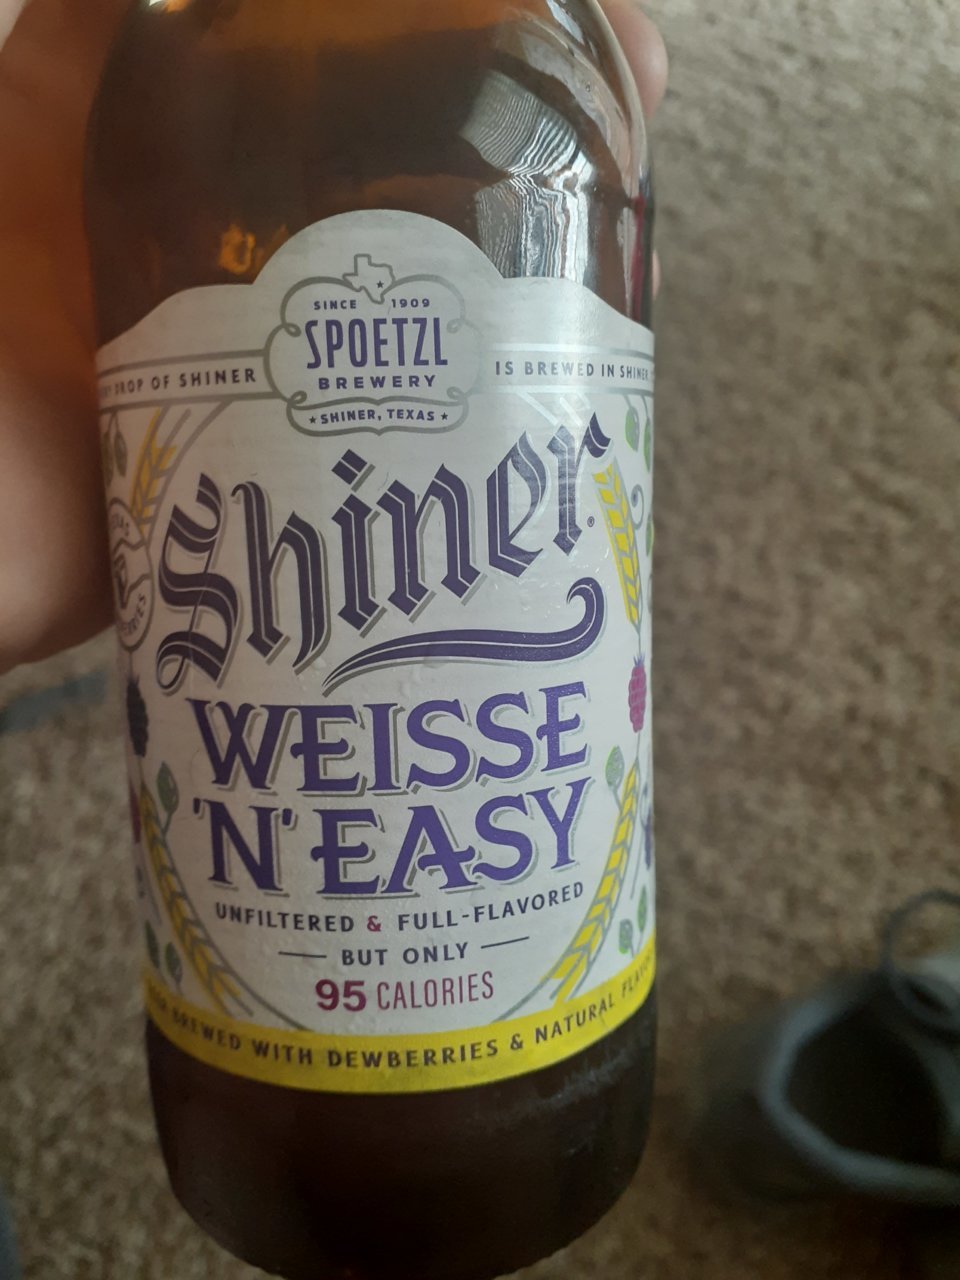 SINCE 1909
SPOETZL
BREWERY
SHINER, TEXAS
DROP OF SHINER
IS BREWED IN SHINER
Shiner®
WEISSE
'N' EASY
UNFILTERED & FULL-FLAVORED
BUT ONLY
95 CALORIES
BREWED WITH DEWBERRIES & NATURAL